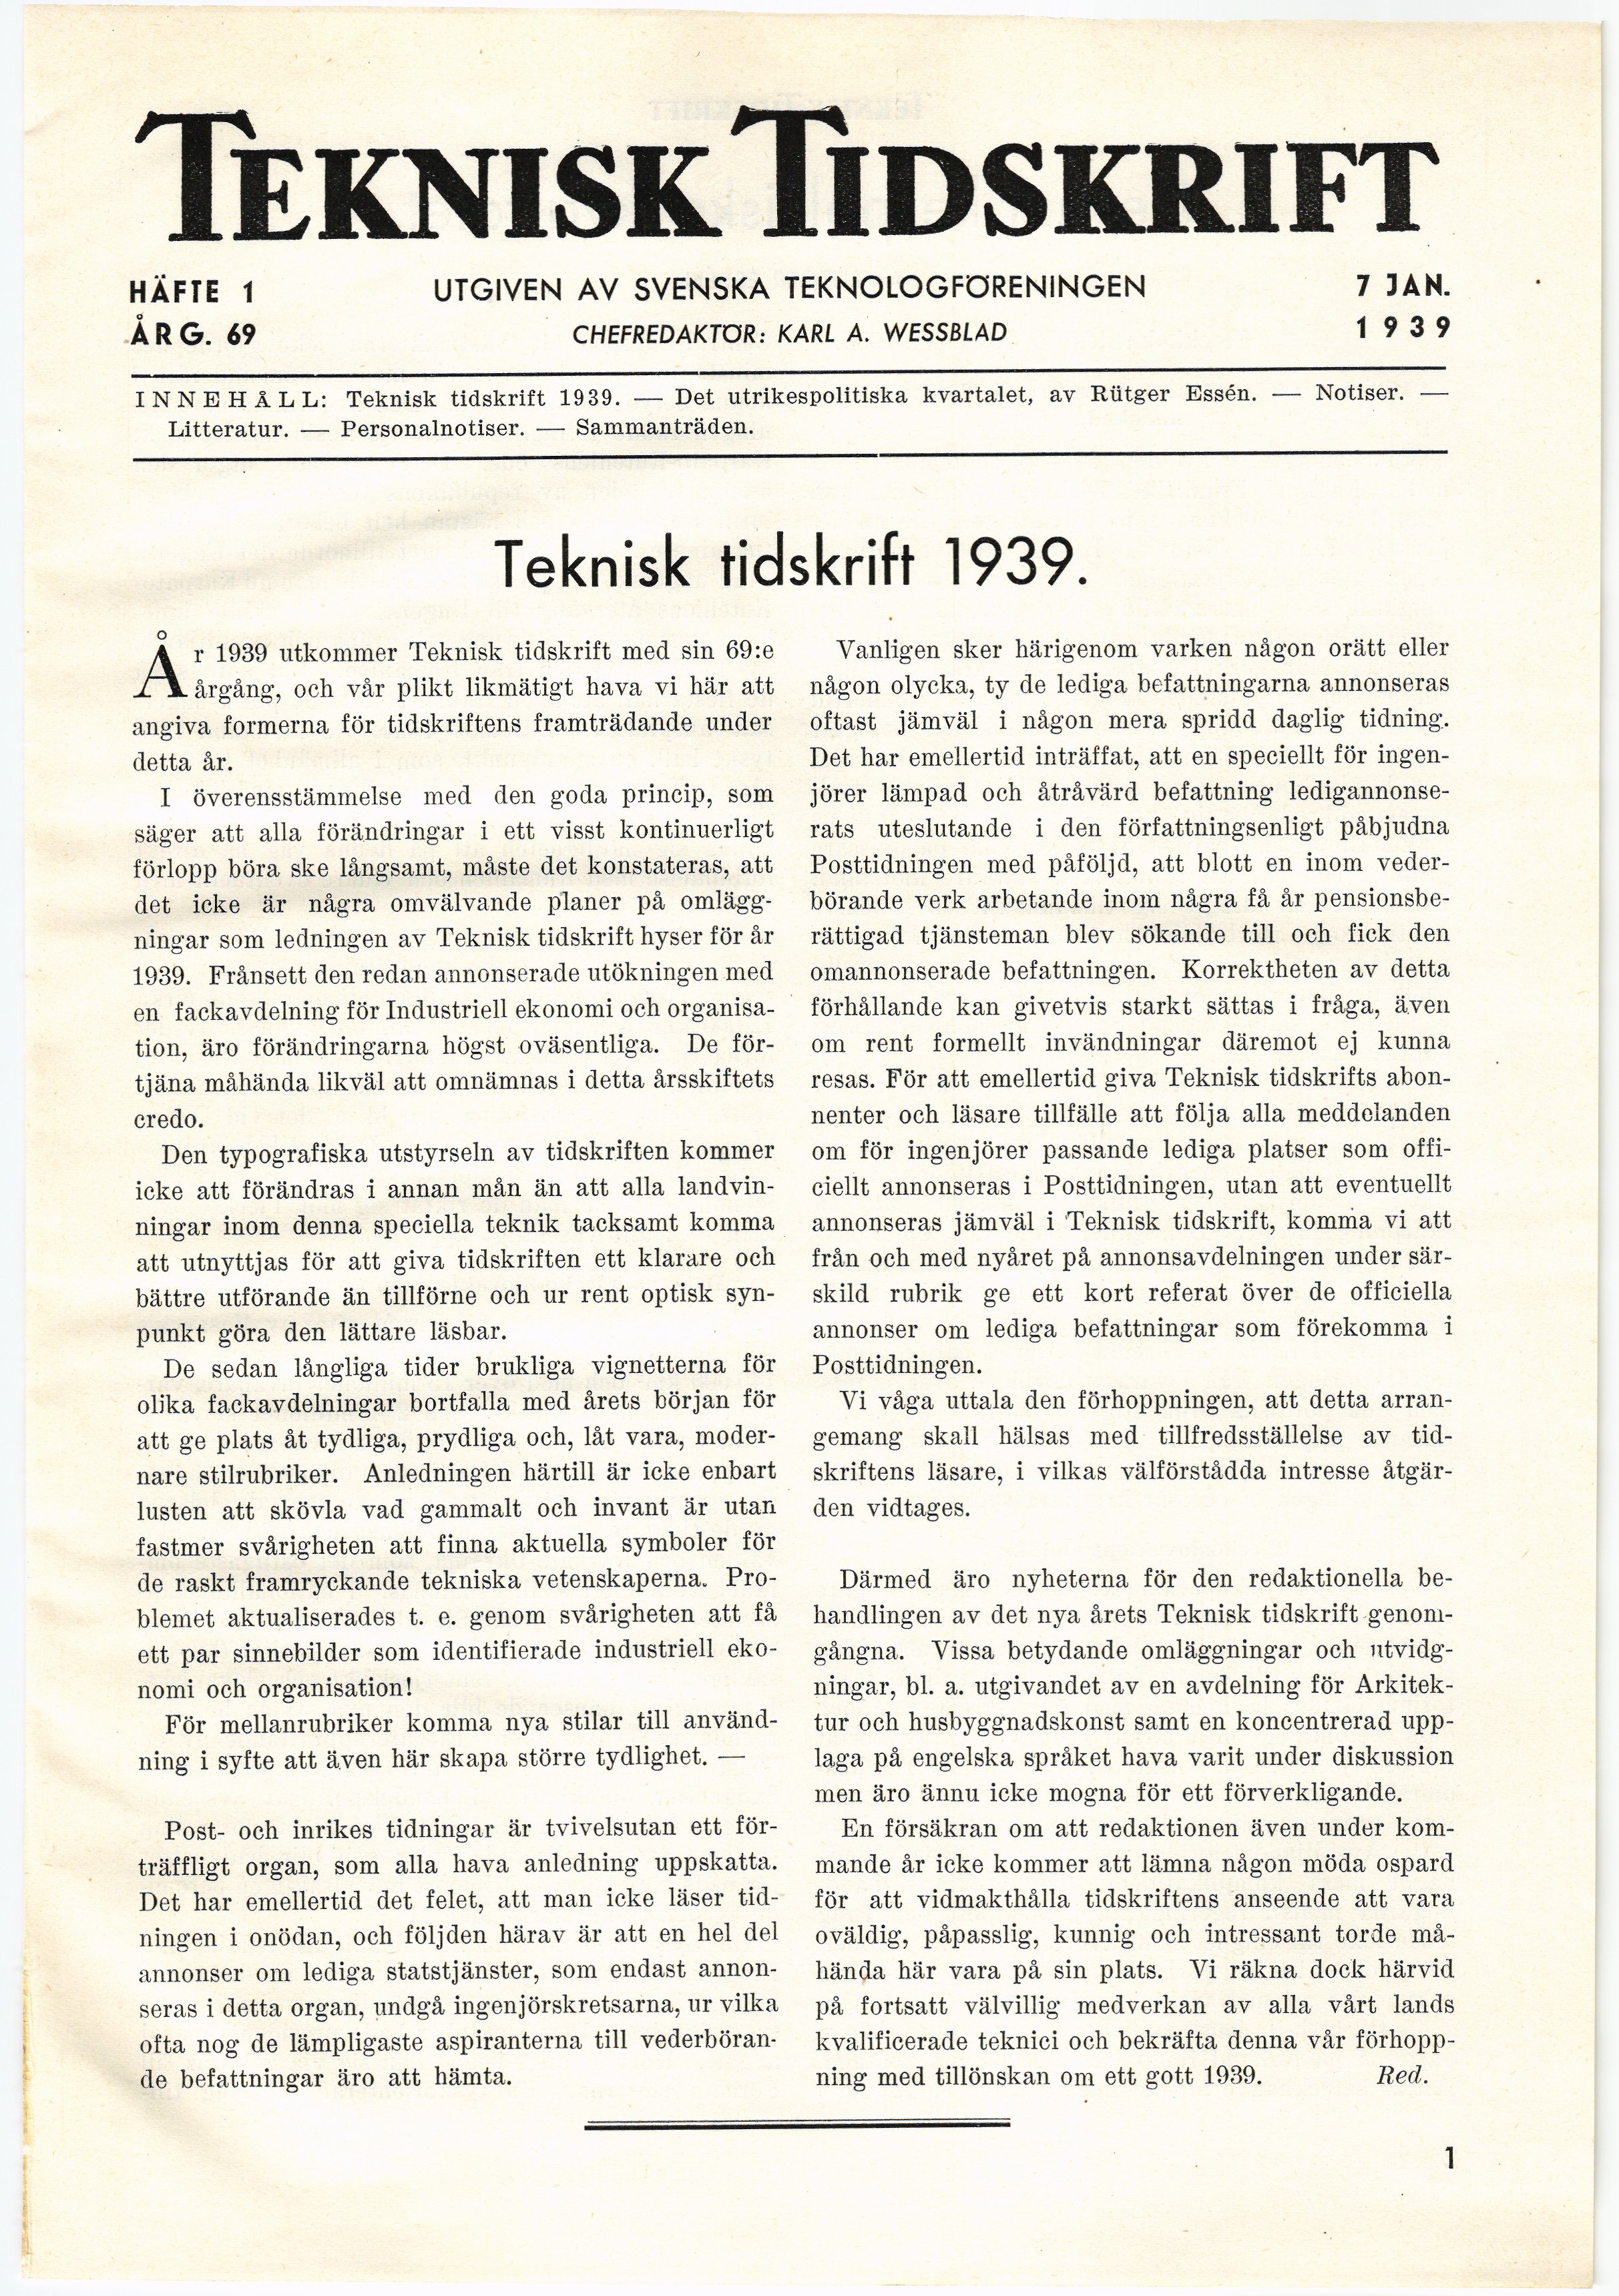 TEKNISK TIDSKRIFT
HÄFTE 1
ÅRG. 69
UTGIVEN AV SVENSKA TEKNOLOGFÖRENINGEN
CHEFREDAKTÖR: KARL A. WESSBLAD
7 JAN.
1939
INNEHÅLL: Teknisk tidskrift 1939. — Det utrikespolitiska kvartalet, av Rütger Essén. — Notiser. —
Litteratur. — Personalnotiser. — Sammanträden.
Teknisk tidskrift 1939.
År 1939 utkommer Teknisk tidskrift med sin 69:e
årgång, och vår plikt likmätigt hava vi här att
angiva formerna för tidskriftens framträdande under
detta år.
I överensstämmelse med den goda princip, som
säger att alla förändringar i ett visst kontinuerligt
förlopp böra ske långsamt, måste det konstateras, att
det icke är några omvälvande planer på omlägg-
ningar som ledningen av Teknisk tidskrift hyser för år
1939. Frånsett den redan annonserade utökningen med
en fackavdelning för Industriell ekonomi och organisa-
tion, äro förändringarna högst oväsentliga. De för-
tjäna måhända likväl att omnämnas i detta årsskiftets
credo.
Den typografiska utstyrseln av tidskriften kommer
icke att förändras i annan mån än att alla landvin-
ningar inom denna speciella teknik tacksamt komma
att utnyttjas för att giva tidskriften ett klarare och
bättre utförande än tillförne och ur rent optisk syn-
punkt göra den lättare läsbar.
De sedan långliga tider brukliga vignetterna för
olika fackavdelningar bortfalla med årets början för
att ge plats åt tydliga, prydliga och, låt vara, moder-
nare stilrubriker. Anledningen härtill är icke enbart
lusten att skövla vad gammalt och invant är utan
fastmer svårigheten att finna aktuella symboler för
de raskt framryckande tekniska vetenskaperna. Pro-
blemet aktualiserades t. e. genom svårigheten att få
ett par sinnebilder som identifierade industriell eko-
nomi och organisation!
För mellanrubriker komma nya stilar till använd-
ning i syfte att även här skapa större tydlighet. —
Post- och inrikes tidningar är tvivelsutan ett för-
träffligt organ, som alla hava anledning uppskatta.
Det har emellertid det felet, att man icke läser tid-
ningen i onödan, och följden härav är att en hel del
annonser om lediga statstjänster, som endast annon-
seras i detta organ, undgå ingenjörskretsarna, ur vilka
ofta nog de lämpligaste aspiranterna till vederböran-
de befattningar äro att hämta.
Vanligen sker härigenom varken någon orätt eller
någon olycka, ty de lediga befattningarna annonseras
oftast jämväl i någon mera spridd daglig tidning.
Det har emellertid inträffat, att en speciellt för ingen-
jörer lämpad och åtråvärd befattning ledigannonse-
rats uteslutande i den författningsenligt påbjudna
Posttidningen med påföljd, att blott en inom veder-
börande verk arbetande inom några få år pensionsbe-
rättigad tjänsteman blev sökande till och fick den
omannonserade befattningen. Korrektheten av detta
förhållande kan givetvis starkt sättas i fråga, även
om rent formellt invändningar däremot ej kunna
resas. För att emellertid giva Teknisk tidskrifts abon-
nenter och läsare tillfälle att följa alla meddelanden
om för ingenjörer passande lediga platser som offi-
ciellt annonseras i Posttidningen, utan att eventuellt
annonseras jämväl i Teknisk tidskrift, komma vi att
från och med nyåret på annonsavdelningen under sär-
skild rubrik ge ett kort referat över de officiella
annonser om lediga befattningar som förekomma i
Posttidningen.
Vi våga uttala den förhoppningen, att detta arran-
gemang skall hälsas med tillfredsställelse av tid-
skriftens läsare, i vilkas välförstådda intresse åtgär-
den vidtages.
Därmed äro nyheterna för den redaktionella be-
handlingen av det nya årets Teknisk tidskrift genom-
gångna. Vissa betydande omläggningar och utvidg-
ningar, bl. a. utgivandet av en avdelning för Arkitek-
tur och husbyggnadskonst samt en koncentrerad upp-
laga på engelska språket hava varit under diskussion
men äro ännu icke mogna för ett förverkligande.
En försäkran om att redaktionen även under kom-
mande år icke kommer att lämna någon möda ospard
för att vidmakthålla tidskriftens anseende att vara
oväldig, påpasslig, kunnig och intressant torde må-
hända här vara på sin plats. Vi räkna dock härvid
på fortsatt välvillig medverkan av alla vårt lands
kvalificerade teknici och bekräfta denna vår förhopp-
ning med tillönskan om ett gott 1939. Red.
1